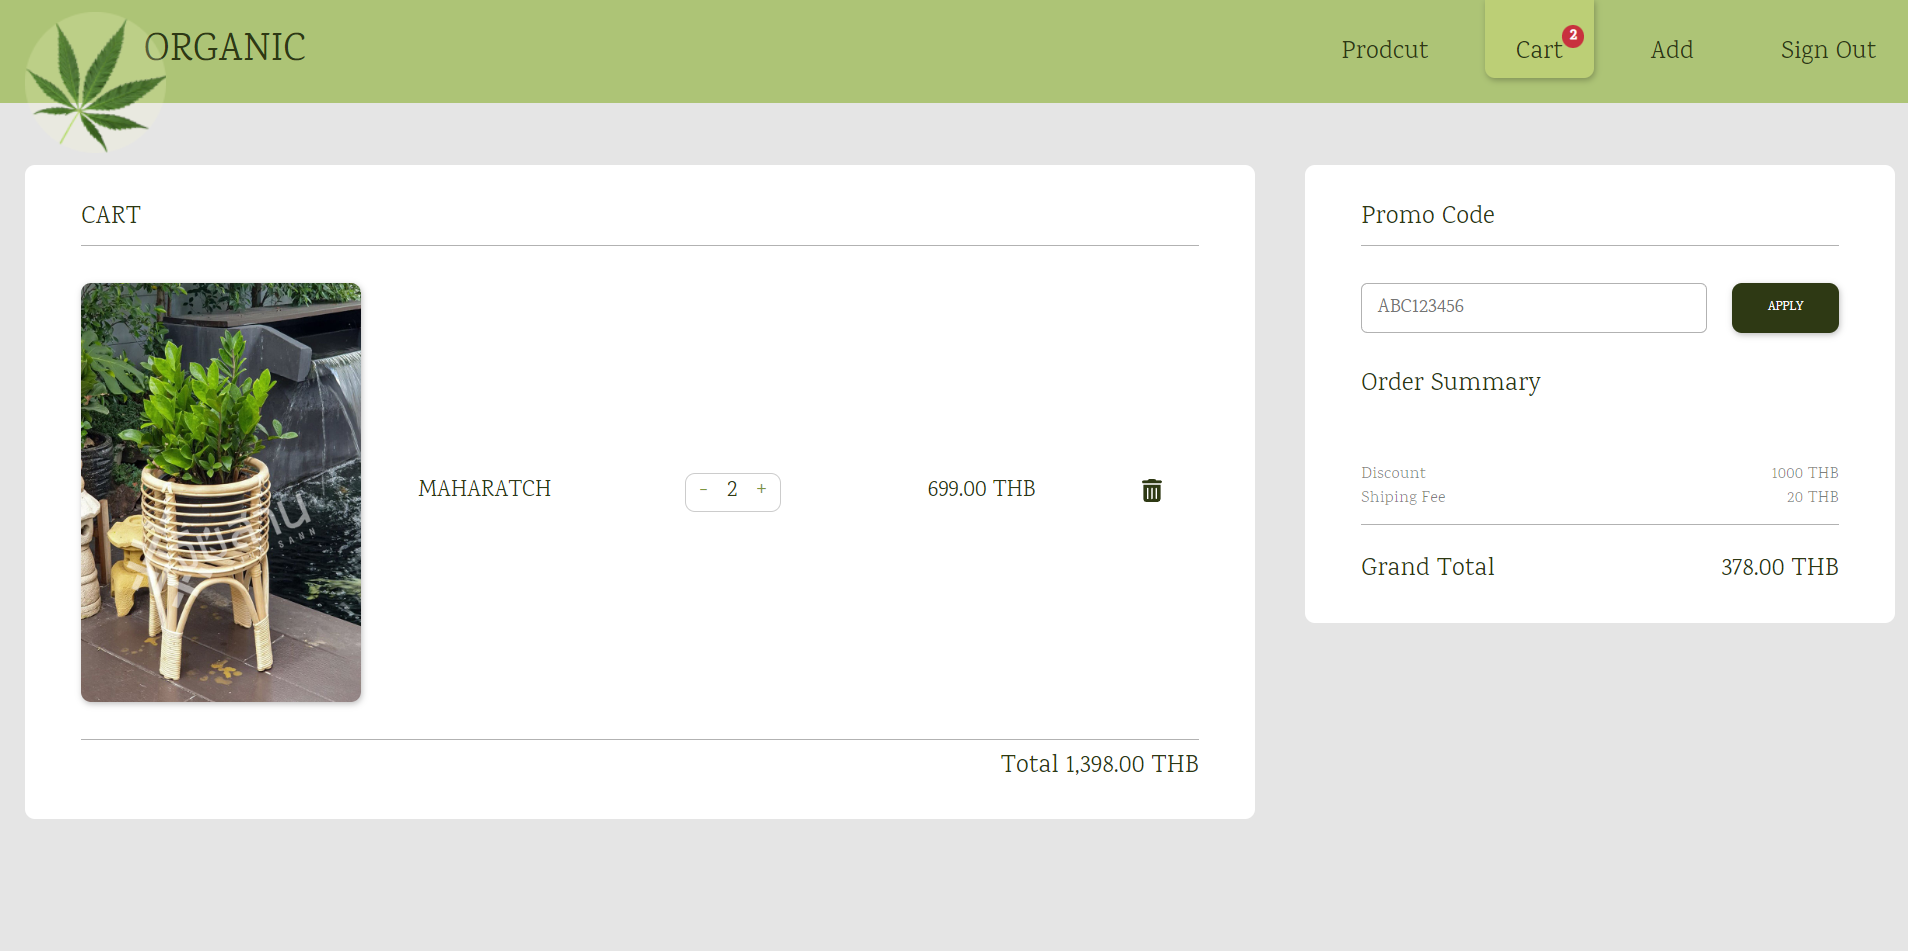 ORGANIC
Prodcut
Cart
2
Add
Sign Out
CART
MAHARATCH
- 2 +
699.00 THB
Total 1,398.00 THB
Promo Code
ABC123456
APPLY
Order Summary
Discount 1000 THB
Shiping Fee 20 THB
Grand Total 378.00 THB